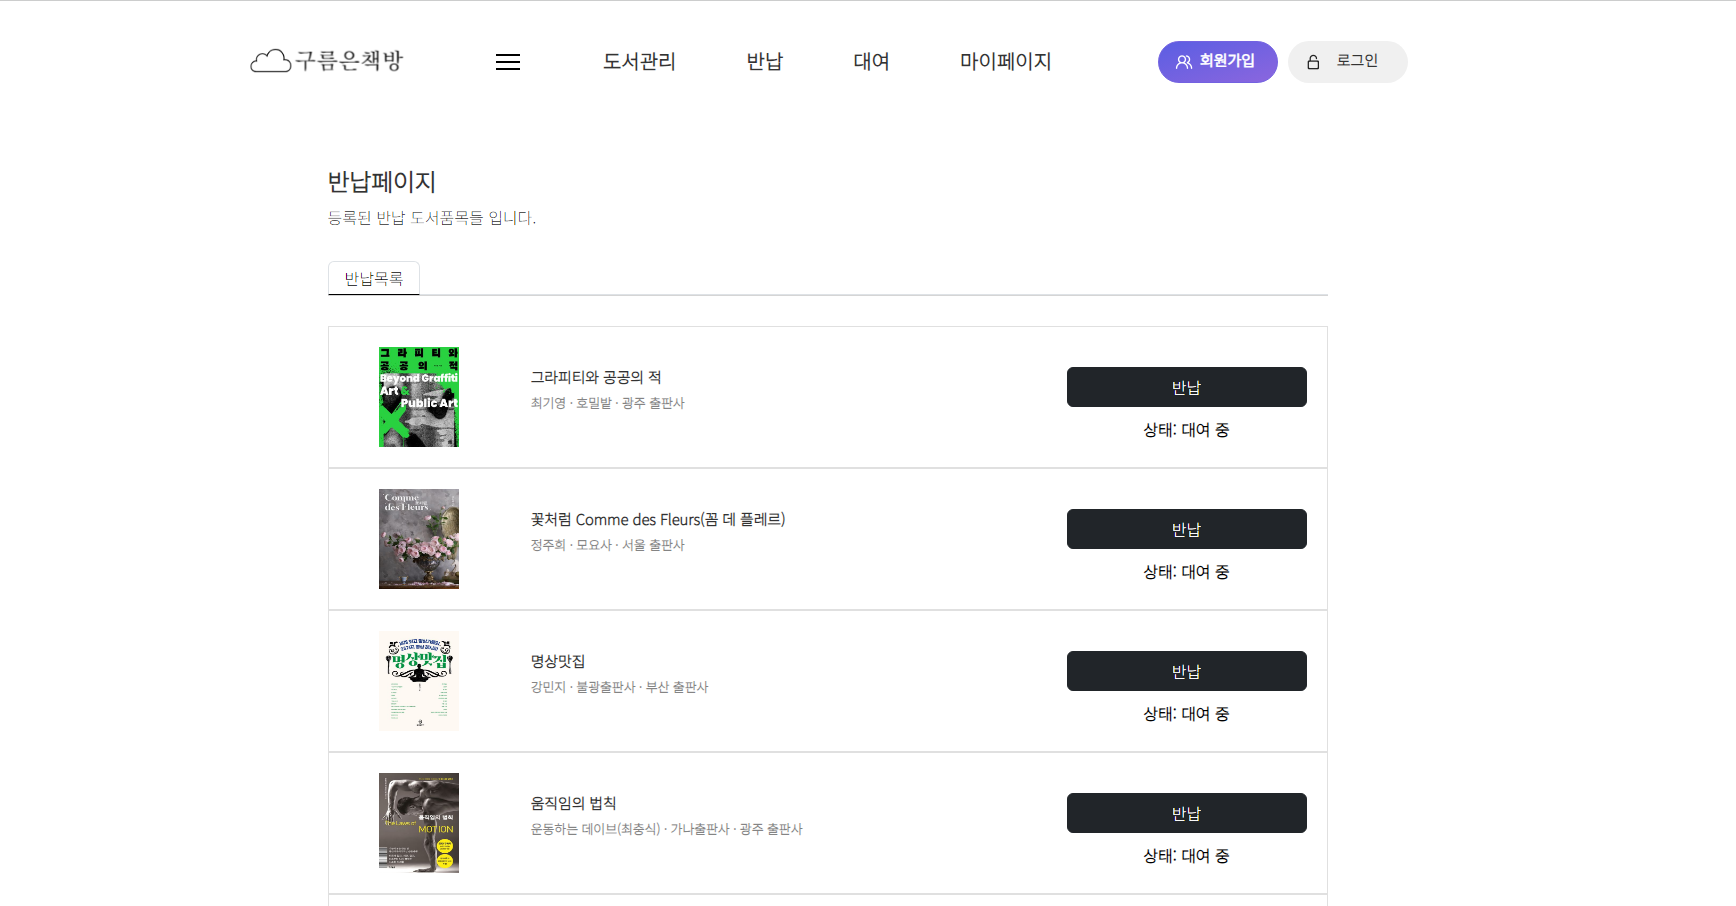 구름은책방
도서관리 반납 대여 마이페이지
회원가입 로그인
반납페이지
등록된 반납 도서품목들 입니다.
반납목록
그라피티와
공공의적
Beyond Graffiti
Art &
Public Art
그라피티와 공공의 적
최기영 · 호밀밭 · 광주 출판사
반납
상태: 대여 중
Comme
des Fleurs
꽃처럼 Comme des Fleurs(꼼 데 플레르)
정주희 · 모요사 · 서울 출판사
반납
상태: 대여 중
명상맛집
명상맛집
강민지 · 불광출판사 · 부산 출판사
반납
상태: 대여 중
움직임의 법칙
The Laws of
MOTION
움직임의 법칙
운동하는 데이브(최충식) · 가나출판사 · 광주 출판사
반납
상태: 대여 중